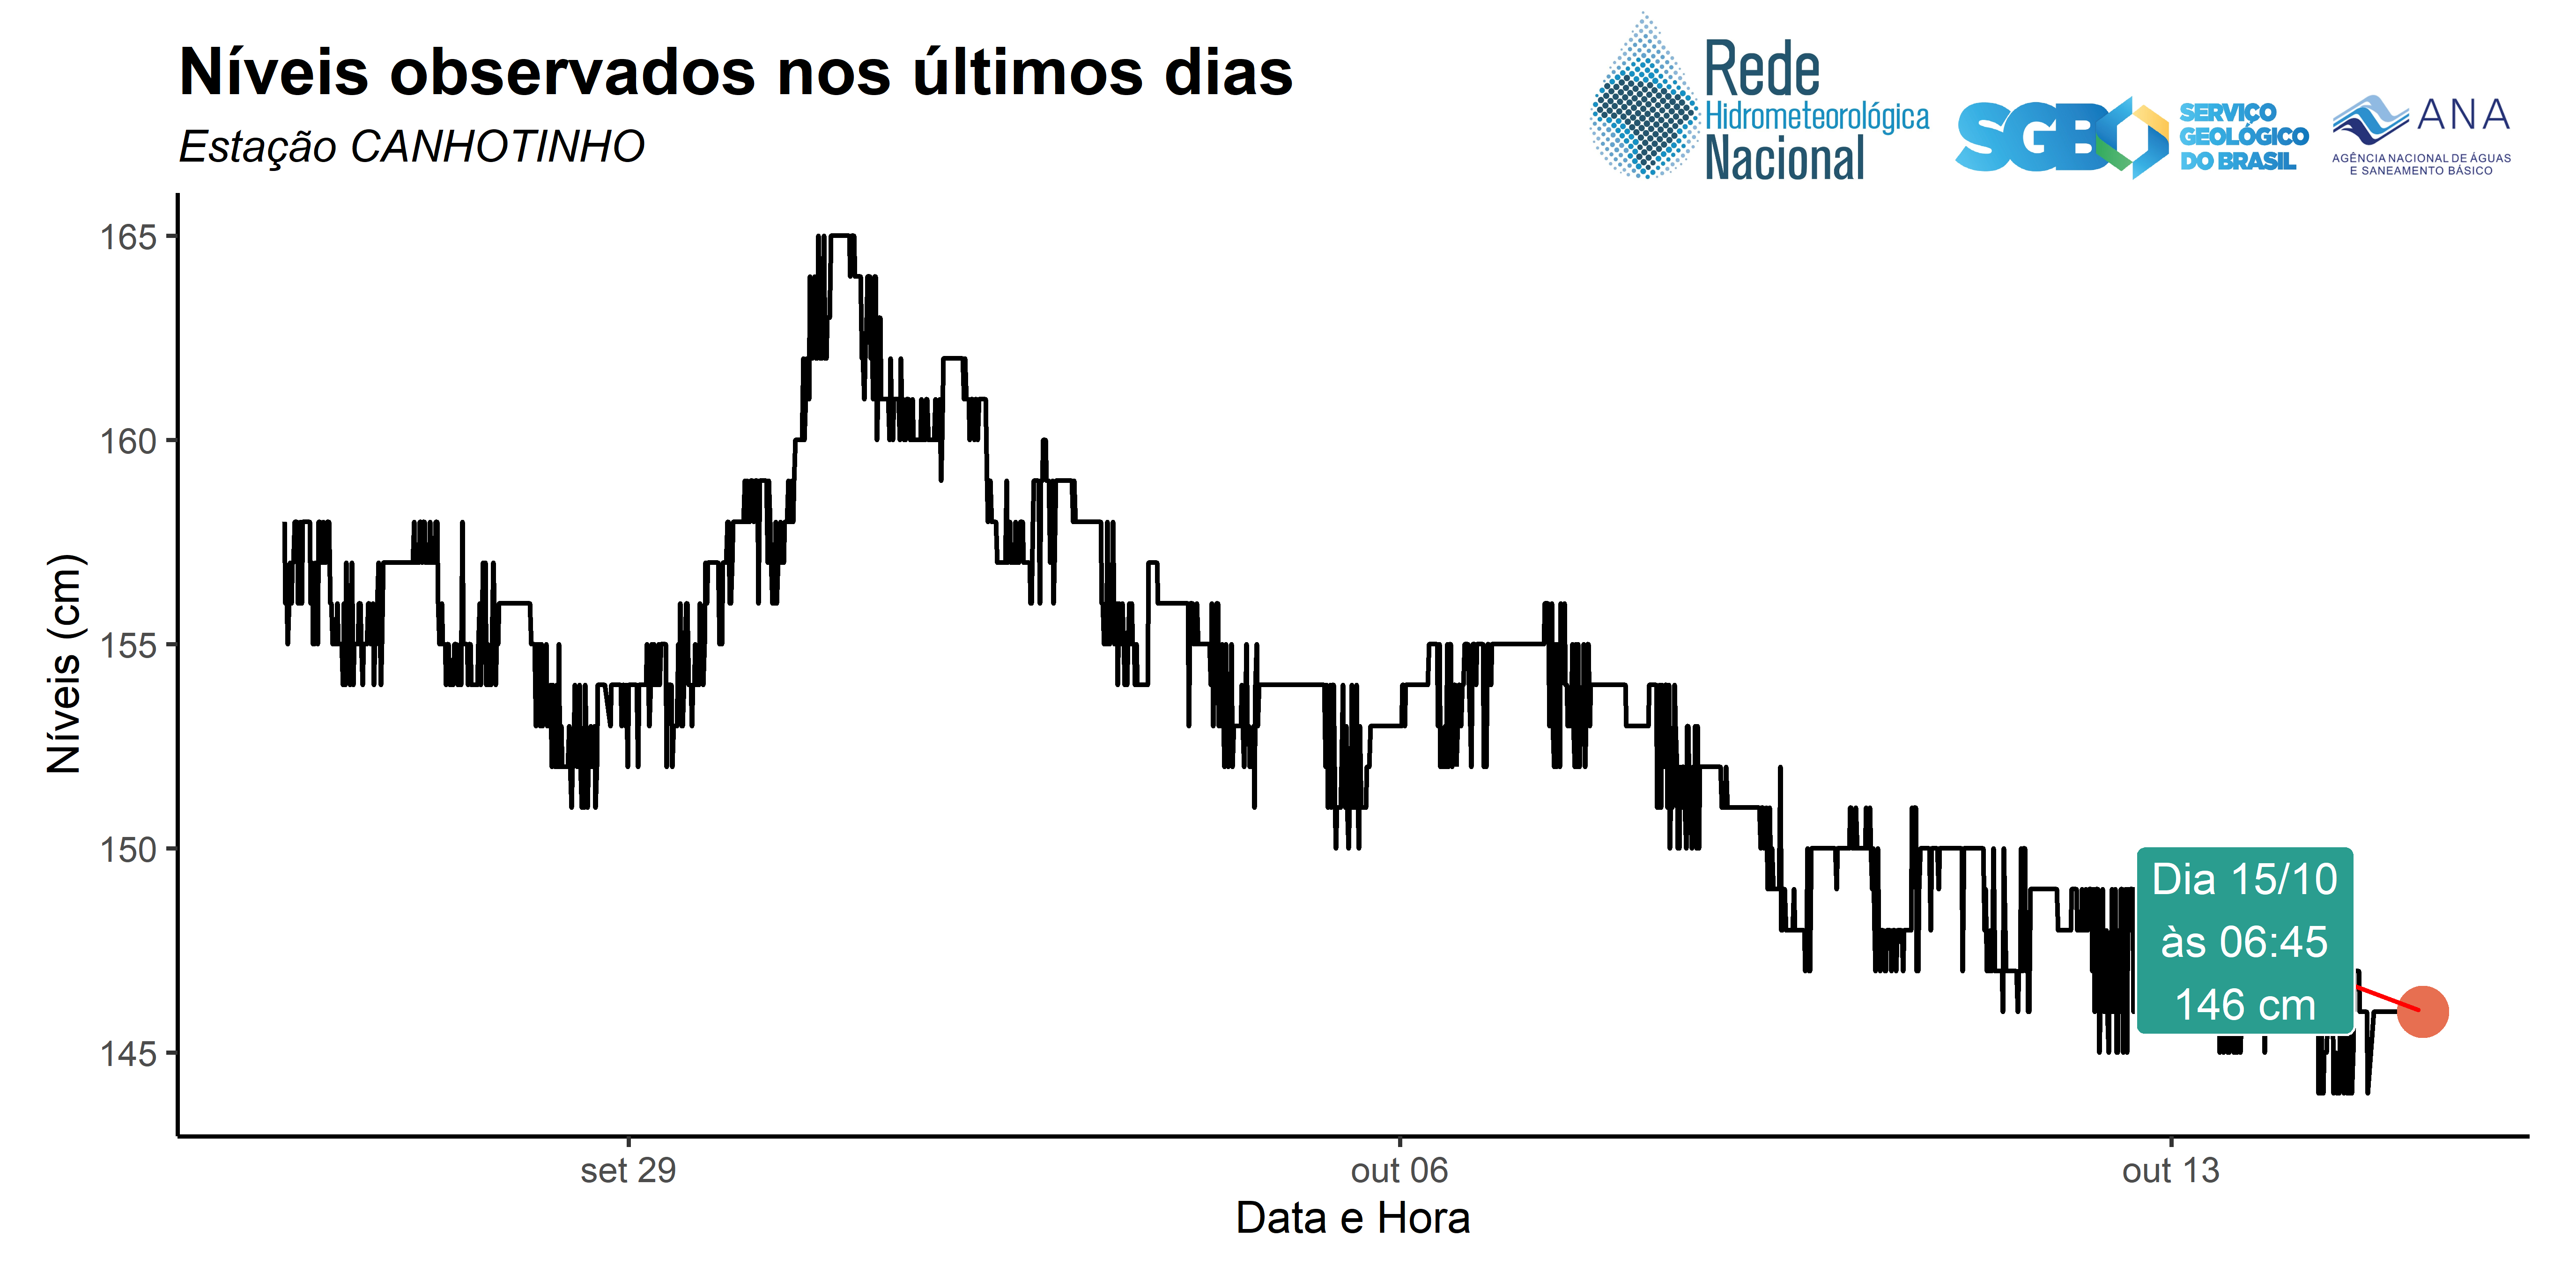 Níveis observados nos últimos dias
Estação CANHOTINHO
Rede
Hidrometeorológica
Nacional
SGB
SERVIÇO
GEOLÓGICO
DO BRASIL
ANA
AGÊNCIA NACIONAL DE ÁGUAS
E SANEAMENTO BÁSICO
Níveis (cm)
165
160
155
150
145
Dia 15/10
às 06:45
146 cm
set 29
out 06
out 13
Data e Hora